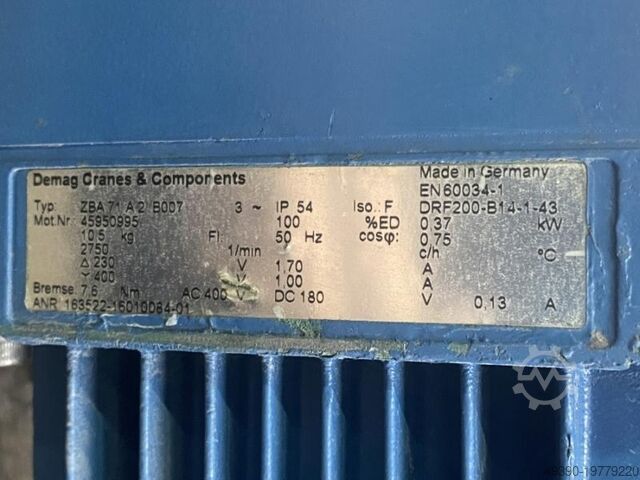 Demag Cranes & Components Made in Germany
EN60034-1
Typ: ZBA 71 A 2 B007 3 ~ IP 54 Iso.: F DRF200-B14-1-43
Mot.Nr 45950995 100 %ED 0,37 kW
10,5 kg FI: 50 Hz cosφ: 0,75
2750 1/min c/h °C
Δ 230 V 1,70 A
Y 400 V 1,00 A
Bremse 7,6 Nm AC 400 V DC 180 V 0,13 A
ANR 163522-16010064-01
49390-19779220